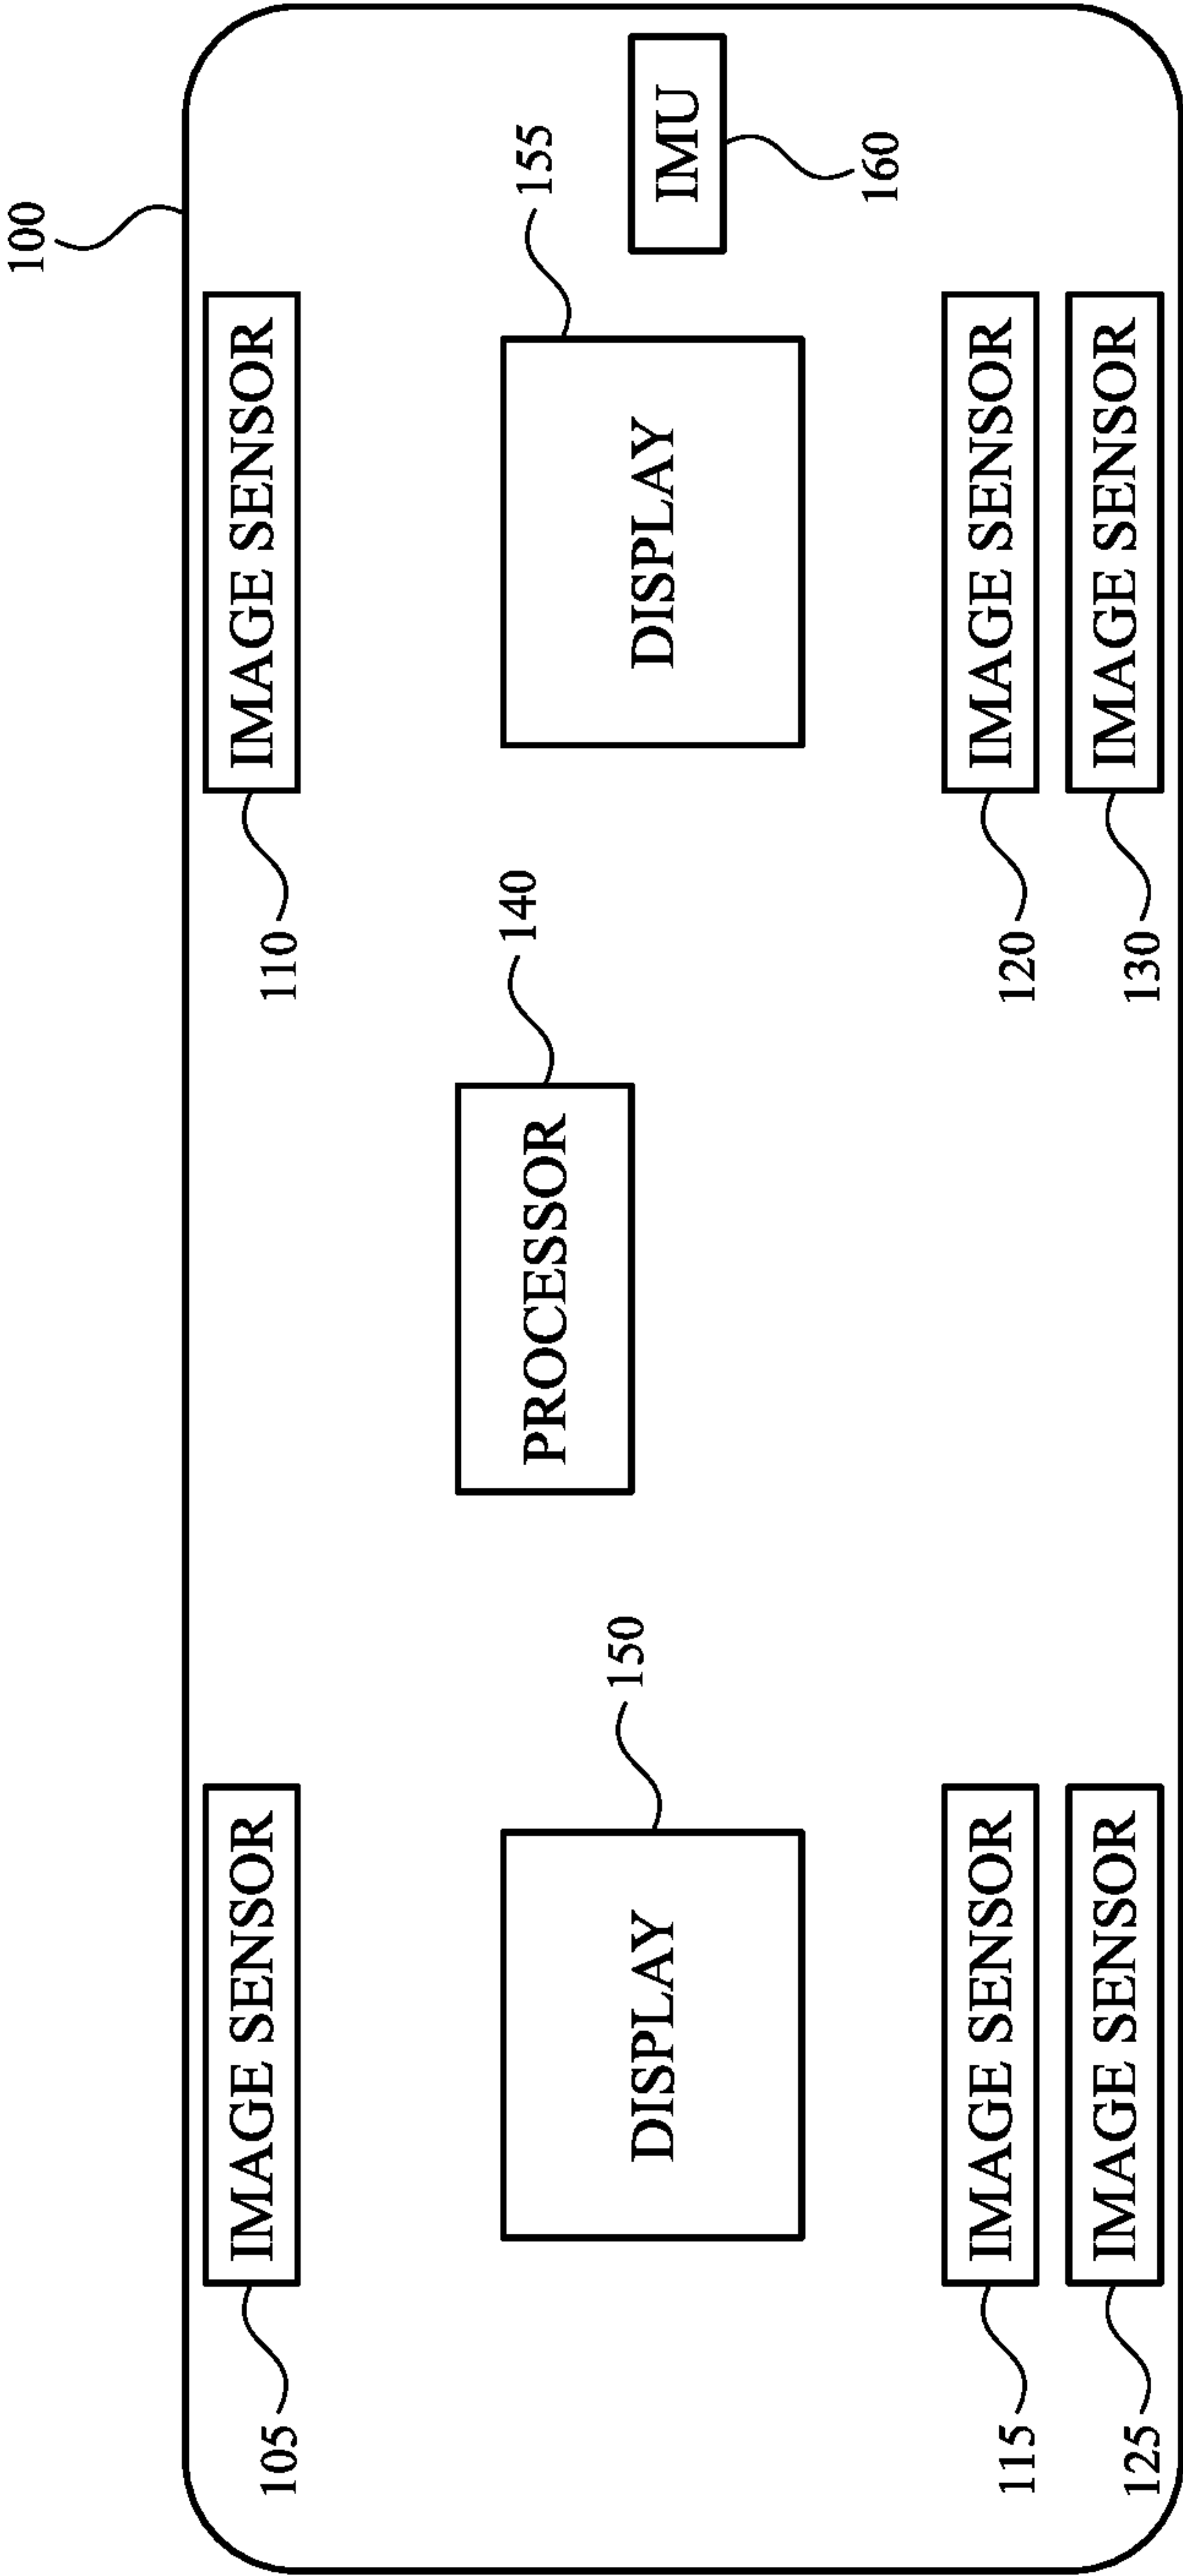 100
IMAGE SENSOR
IMAGE SENSOR
105
110
140
155
PROCESSOR
150
DISPLAY
DISPLAY
IMU
160
115
IMAGE SENSOR
120
IMAGE SENSOR
125
IMAGE SENSOR
130
IMAGE SENSOR